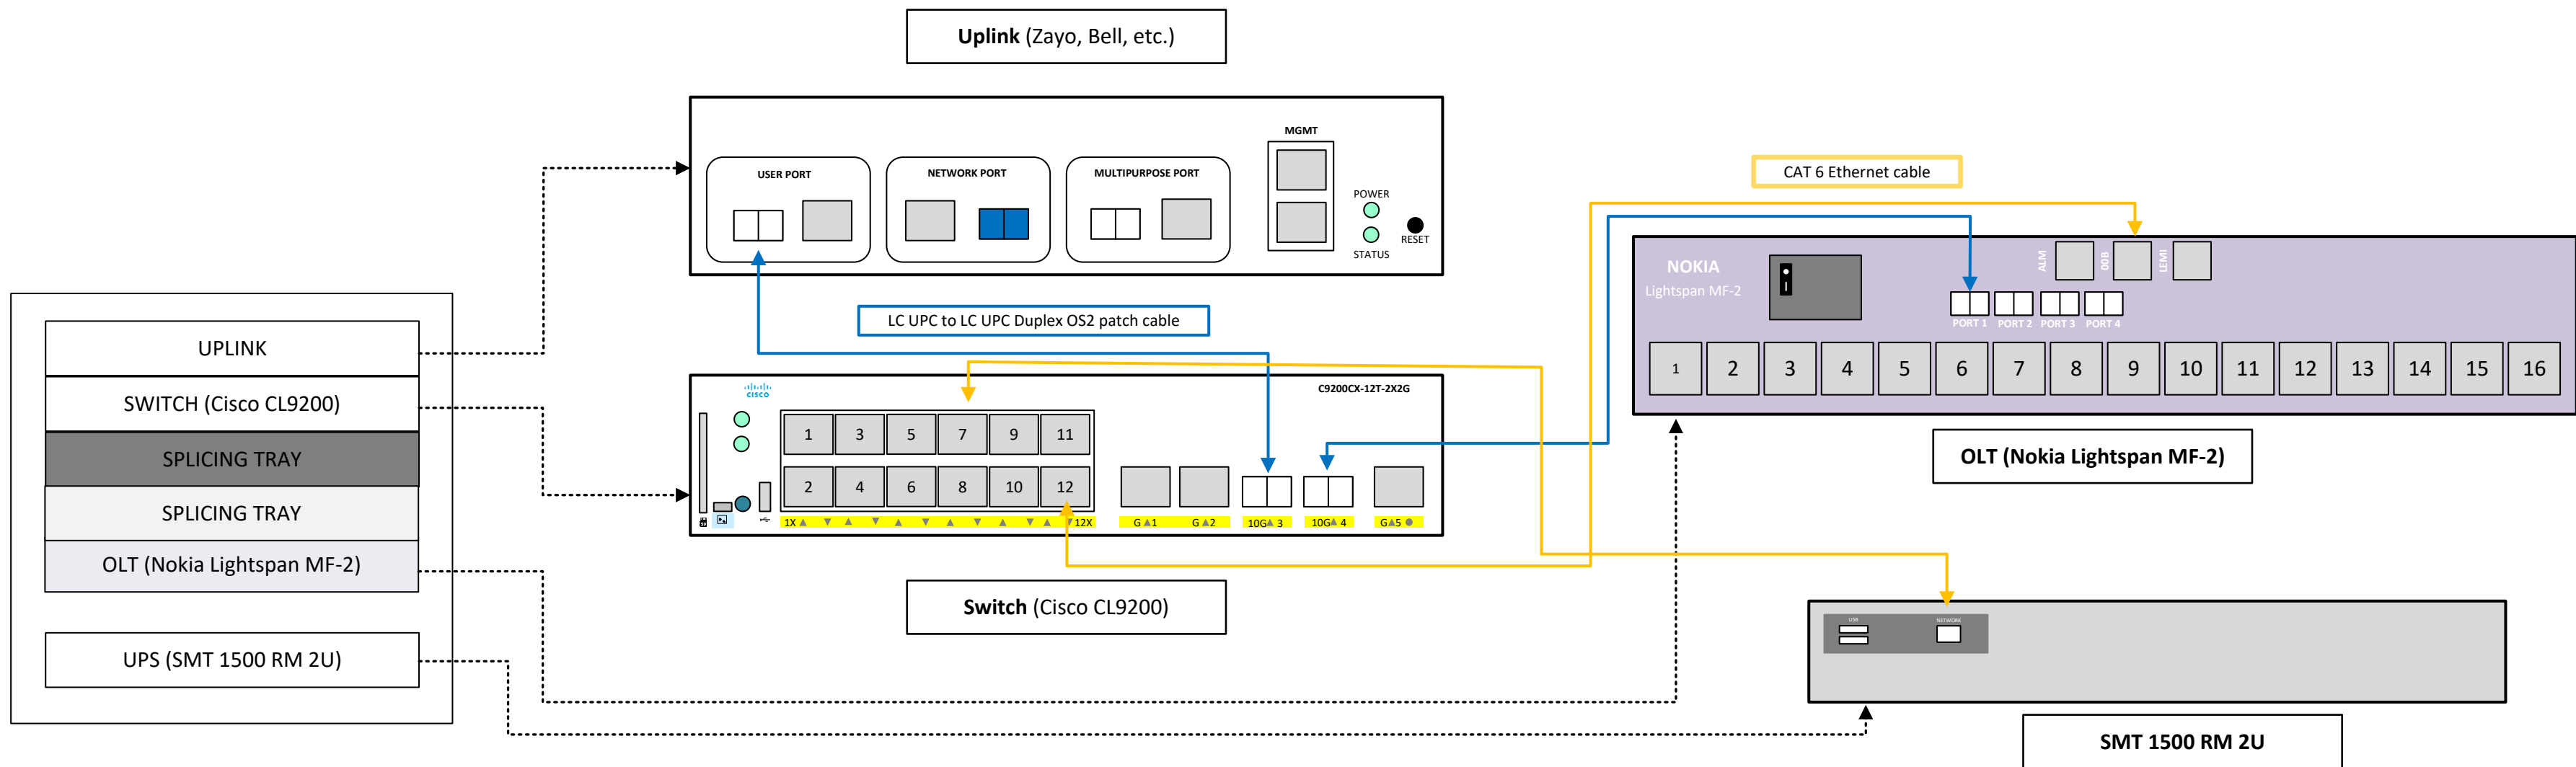 Uplink (Zayo, Bell, etc.)
MGMT
USER PORT
NETWORK PORT
MULTIPURPOSE PORT
POWER
STATUS
RESET
CAT 6 Ethernet cable
LC UPC to LC UPC Duplex OS2 patch cable
NOKIA
Lightspan MF-2
ALM
OOB
LEMI
PORT 1 PORT 2 PORT 3 PORT 4
1 2 3 4 5 6 7 8 9 10 11 12 13 14 15 16
OLT (Nokia Lightspan MF-2)
UPLINK
SWITCH (Cisco CL9200)
SPLICING TRAY
SPLICING TRAY
OLT (Nokia Lightspan MF-2)
UPS (SMT 1500 RM 2U)
CISCO
C9200CX-12T-2X2G
1 3 5 7 9 11
2 4 6 8 10 12
1X ▲ ▼ ▲ ▼ ▲ ▼ ▲ ▼ ▲ ▼ ▲ ▼ 12X
G ▲1
G ▲2
10G▲ 3
10G▲ 4
G▲5 ●
Switch (Cisco CL9200)
USB
NETWORK
SMT 1500 RM 2U